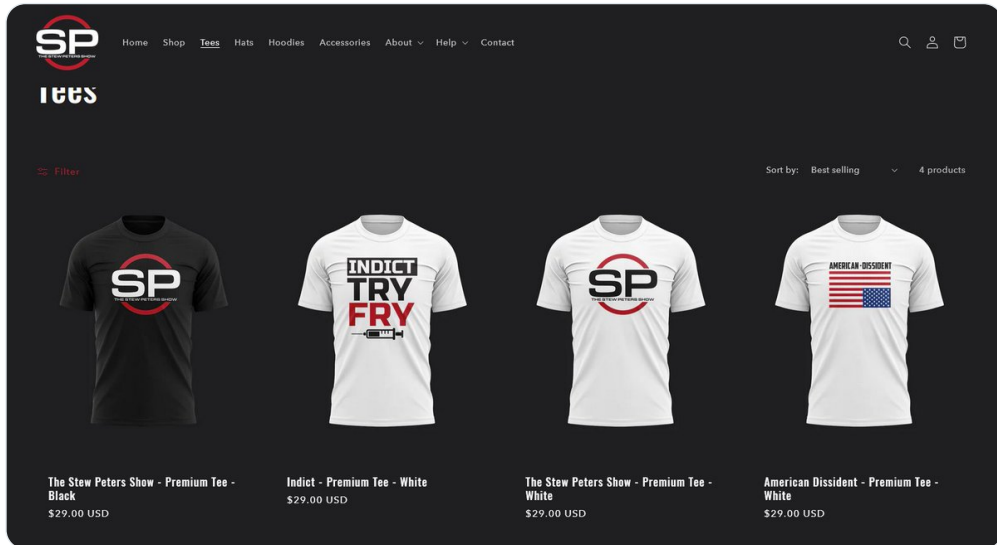 SP
THE STEW PETERS SHOW
Home Shop Tees Hats Hoodies Accessories About Help Contact
Tees
Filter
Sort by: Best selling 4 products
SP
THE STEW PETERS SHOW
INDICT
TRY
FRY
SP
THE STEW PETERS SHOW
AMERICAN-DISSIDENT
The Stew Peters Show - Premium Tee -
Black
$29.00 USD
Indict - Premium Tee - White
$29.00 USD
The Stew Peters Show - Premium Tee -
White
$29.00 USD
American Dissident - Premium Tee -
White
$29.00 USD